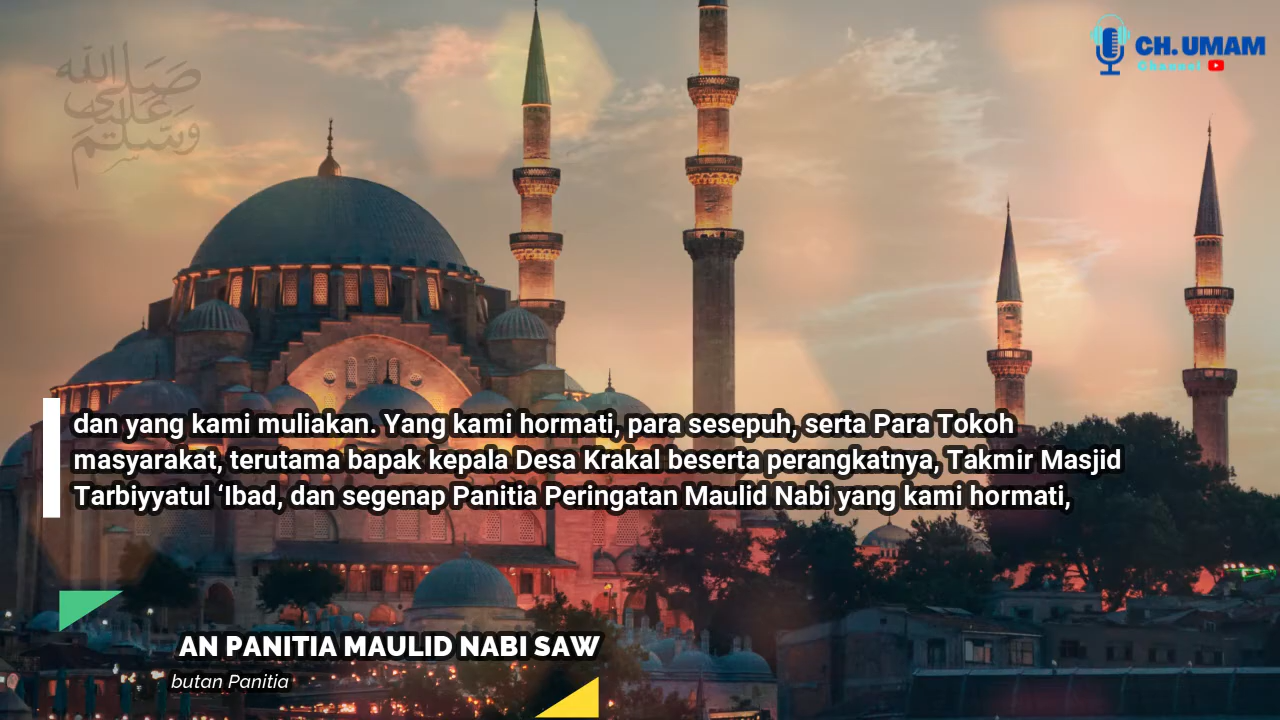 صَلَّى اللّٰه
عَلَيْهِ
وَسَلَّمَ
CH. UMAM
Channel
dan yang kami muliakan. Yang kami hormati, para sesepuh, serta Para Tokoh
masyarakat, terutama bapak kepala Desa Krakal beserta perangkatnya, Takmir Masjid
Tarbiyyatul ‘Ibad, dan segenap Panitia Peringatan Maulid Nabi yang kami hormati,
AN PANITIA MAULID NABI SAW
butan Panitia